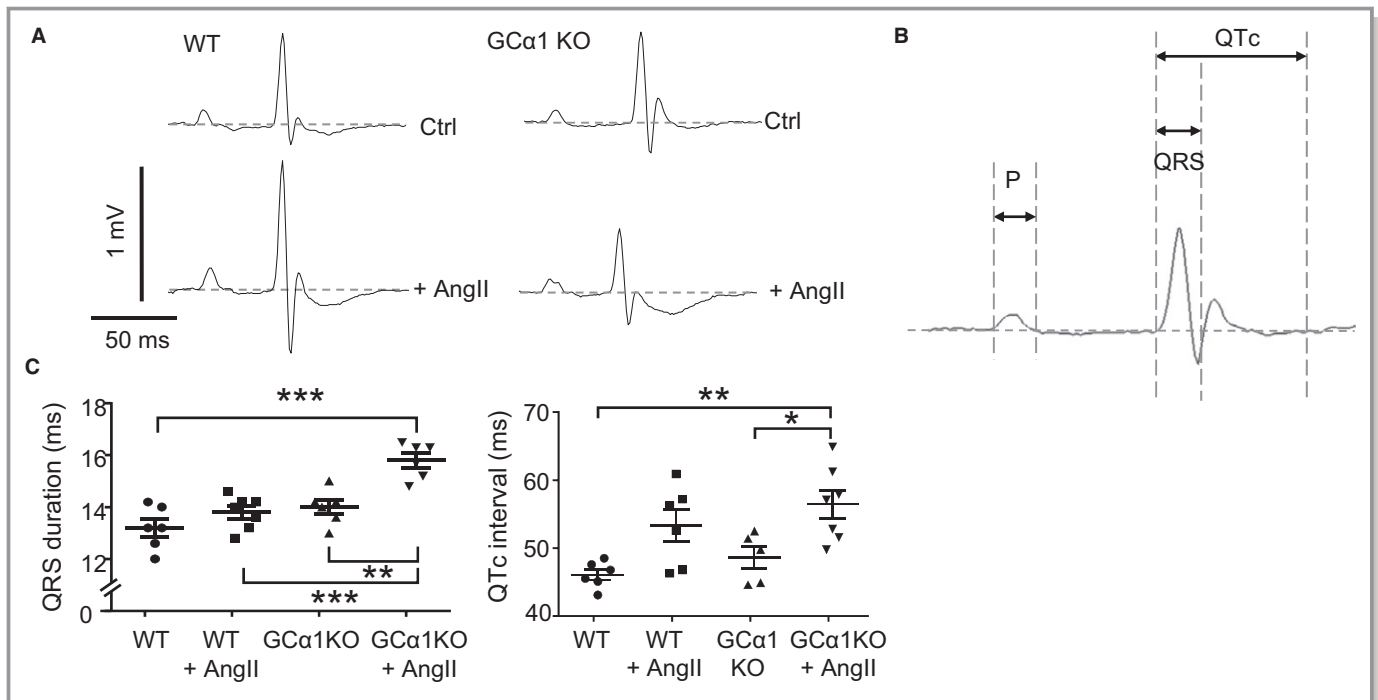 A
WT
GCα1 KO
Ctrl
Ctrl
1 mV
+ AngII
+ AngII
50 ms
B
QTc
QRS
P
C
QRS duration (ms)
18
16
14
12
0
***
**
***
WT
WT
+ AngII
GCα1KO
GCα1KO
+ AngII
QTc interval (ms)
70
60
50
40
**
*
WT
WT
+ AngII
GCα1
KO
GCα1KO
+ AngII